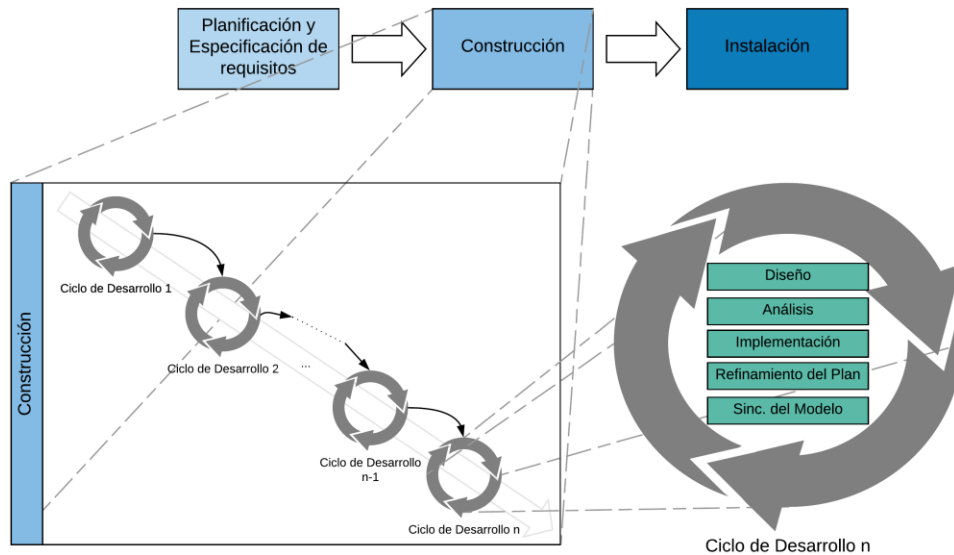 Planificación y
Especificación de
requisitos
Construcción
Instalación
Construcción
Ciclo de Desarrollo 1
Ciclo de Desarrollo 2
...
Ciclo de Desarrollo
n-1
Ciclo de Desarrollo n
Diseño
Análisis
Implementación
Refinamiento del Plan
Sinc. del Modelo
Ciclo de Desarrollo n